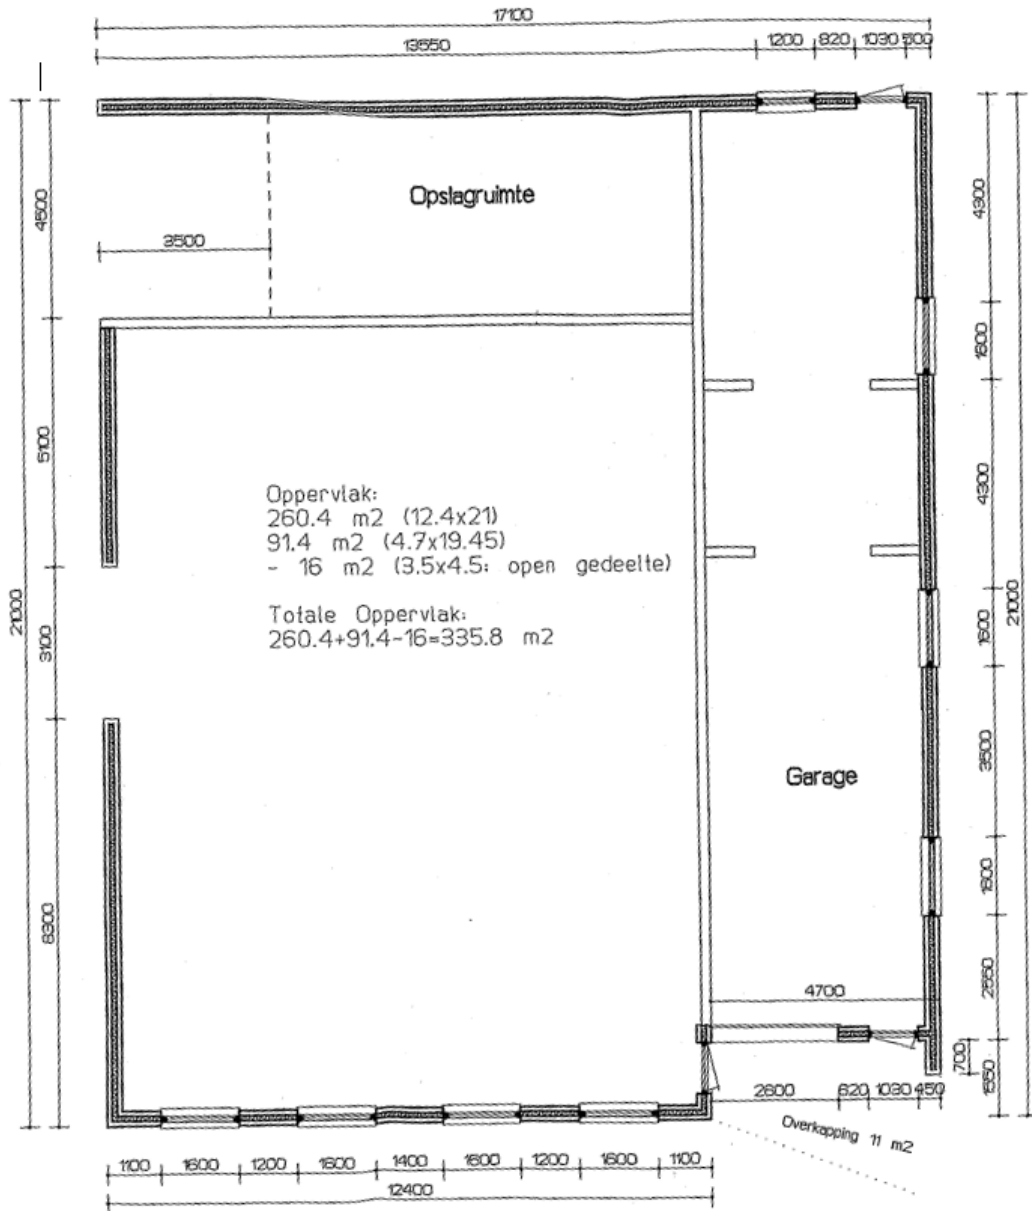 17100
13550 1200 820 1030 500
4500
Opslagruimte
4300
3500
1600
5100
4300
Oppervlak:
260.4 m2 (12.4x21)
91.4 m2 (4.7x19.45)
- 16 m2 (3.5x4.5: open gedeelte)
Totale Oppervlak:
260.4+91.4-16=335.8 m2
21000
3100
1600
21000
3500
Garage
1600
8300
2550
4700
700
2600 620 1030 450
Overkapping 11 m2
1100 1600 1200 1600 1400 1600 1200 1600 1100
12400